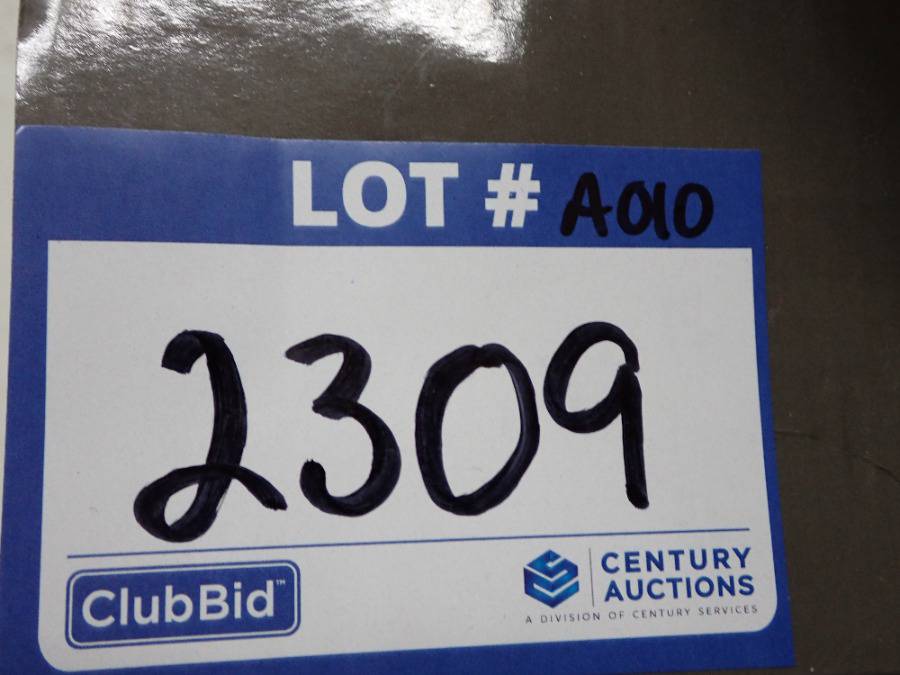 LOT # A010
2309
ClubBid™
CENTURY
AUCTIONS
A DIVISION OF CENTURY SERVICES